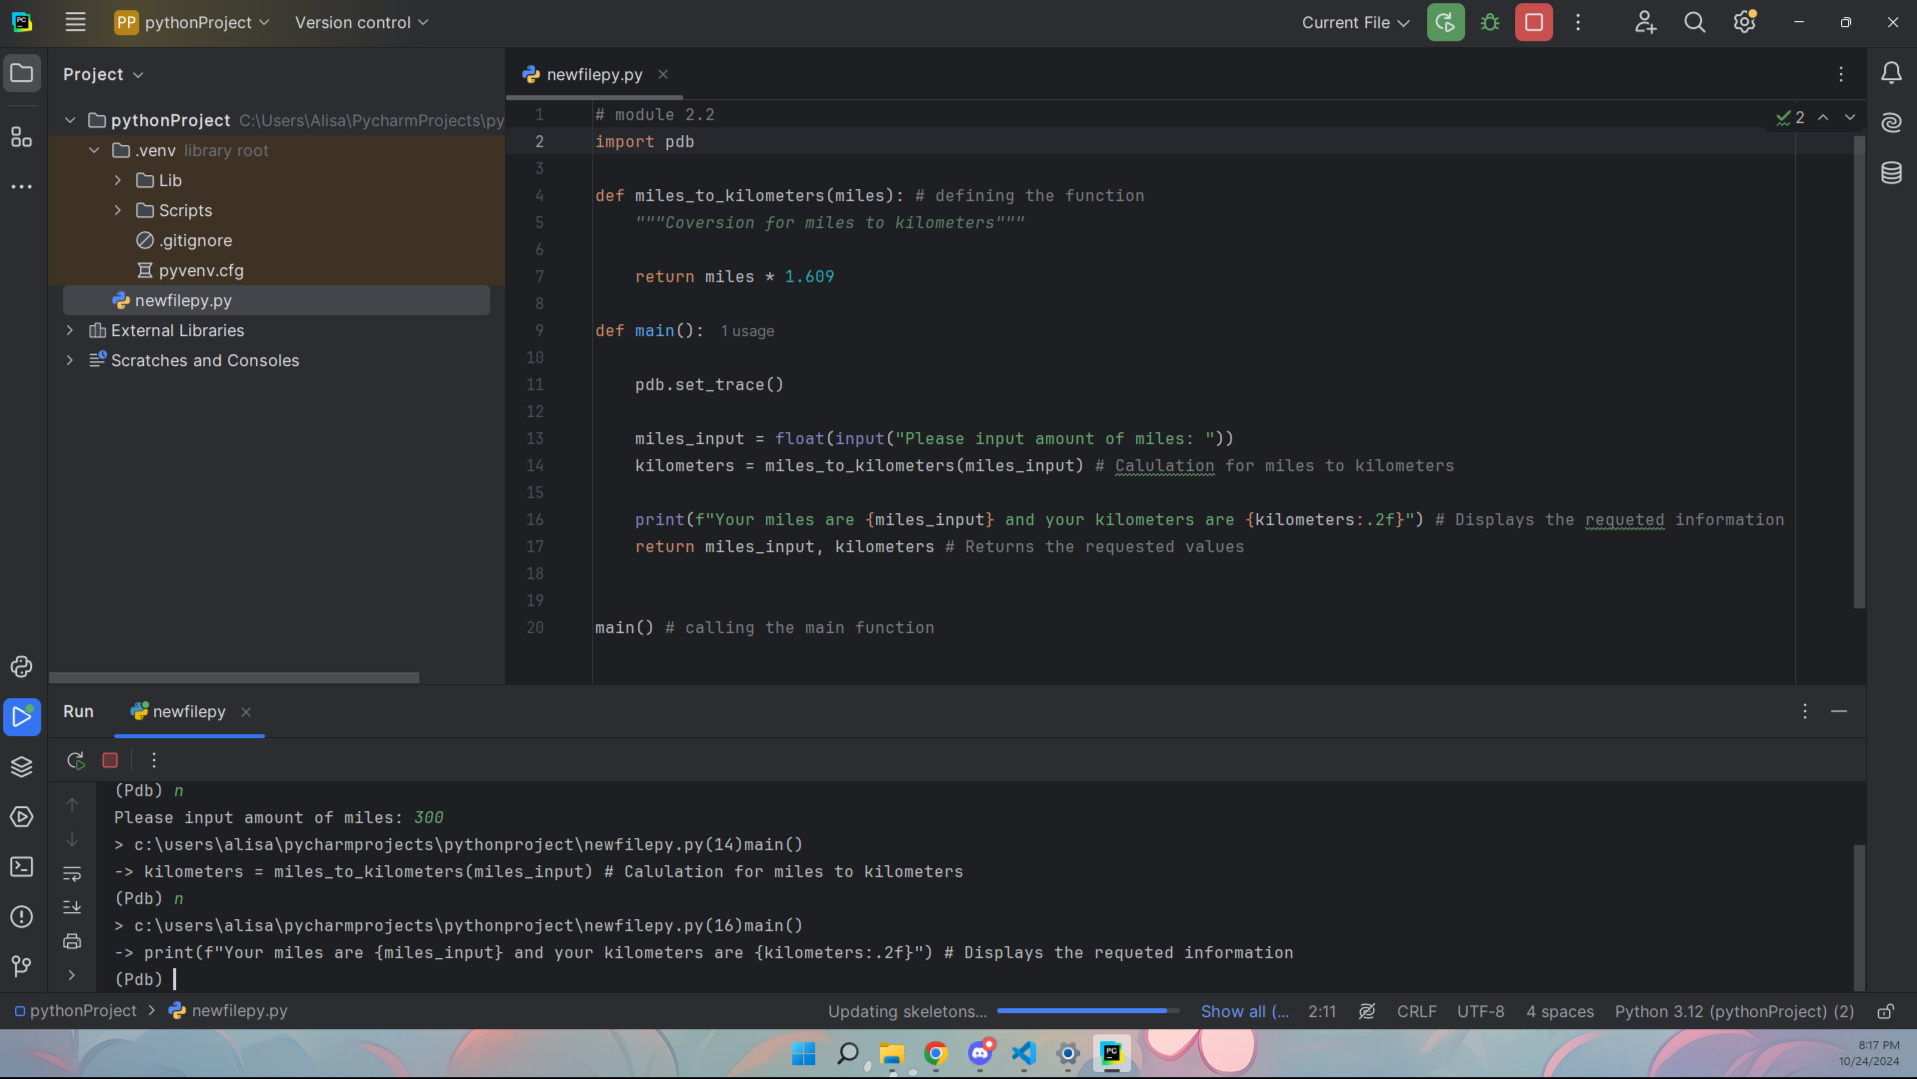 PC PP pythonProject Version control Current File
Project newfilepy.py
pythonProject C:\Users\Alisa\PycharmProjects\py
.venv library root
Lib
Scripts
.gitignore
pyvenv.cfg
newfilepy.py
External Libraries
Scratches and Consoles
2
1 # module 2.2
2 import pdb
3
4 def miles_to_kilometers(miles): # defining the function
5 """Coversion for miles to kilometers"""
6
7 return miles * 1.609
8
9 def main(): 1 usage
10
11 pdb.set_trace()
12
13 miles_input = float(input("Please input amount of miles: "))
14 kilometers = miles_to_kilometers(miles_input) # Calulation for miles to kilometers
15
16 print(f"Your miles are {miles_input} and your kilometers are {kilometers:.2f}") # Displays the requeted information
17 return miles_input, kilometers # Returns the requested values
18
19
20 main() # calling the main function
Run newfilepy
(Pdb) n
Please input amount of miles: 300
> c:\users\alisa\pycharmprojects\pythonproject\newfilepy.py(14)main()
-> kilometers = miles_to_kilometers(miles_input) # Calulation for miles to kilometers
(Pdb) n
> c:\users\alisa\pycharmprojects\pythonproject\newfilepy.py(16)main()
-> print(f"Your miles are {miles_input} and your kilometers are {kilometers:.2f}") # Displays the requeted information
(Pdb)
pythonProject > newfilepy.py Updating skeletons... Show all (... 2:11 CRLF UTF-8 4 spaces Python 3.12 (pythonProject) (2)
PC
8:17 PM
10/24/2024